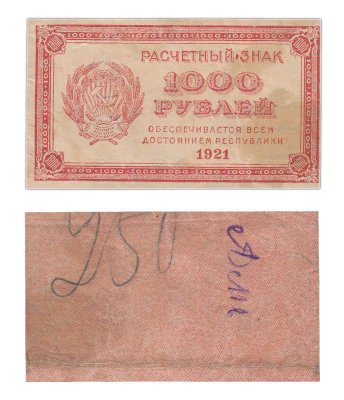 РАСЧЕТНЫЙ ЗНАК
1000
РУБЛЕЙ
ОБЕСПЕЧИВАЕТСЯ ВСЕМ
ДОСТОЯНИЕМ РЕСПУБЛИКИ
1921
250